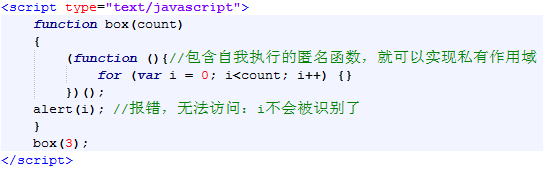 <script type="text/javascript">
    function box(count)
    {
        (function (){//包含自我执行的匿名函数，就可以实现私有作用域
            for (var i = 0; i<count; i++) {}
        })();
    alert(i); //报错，无法访问：i不会被识别了
    }
    box(3);
</script>